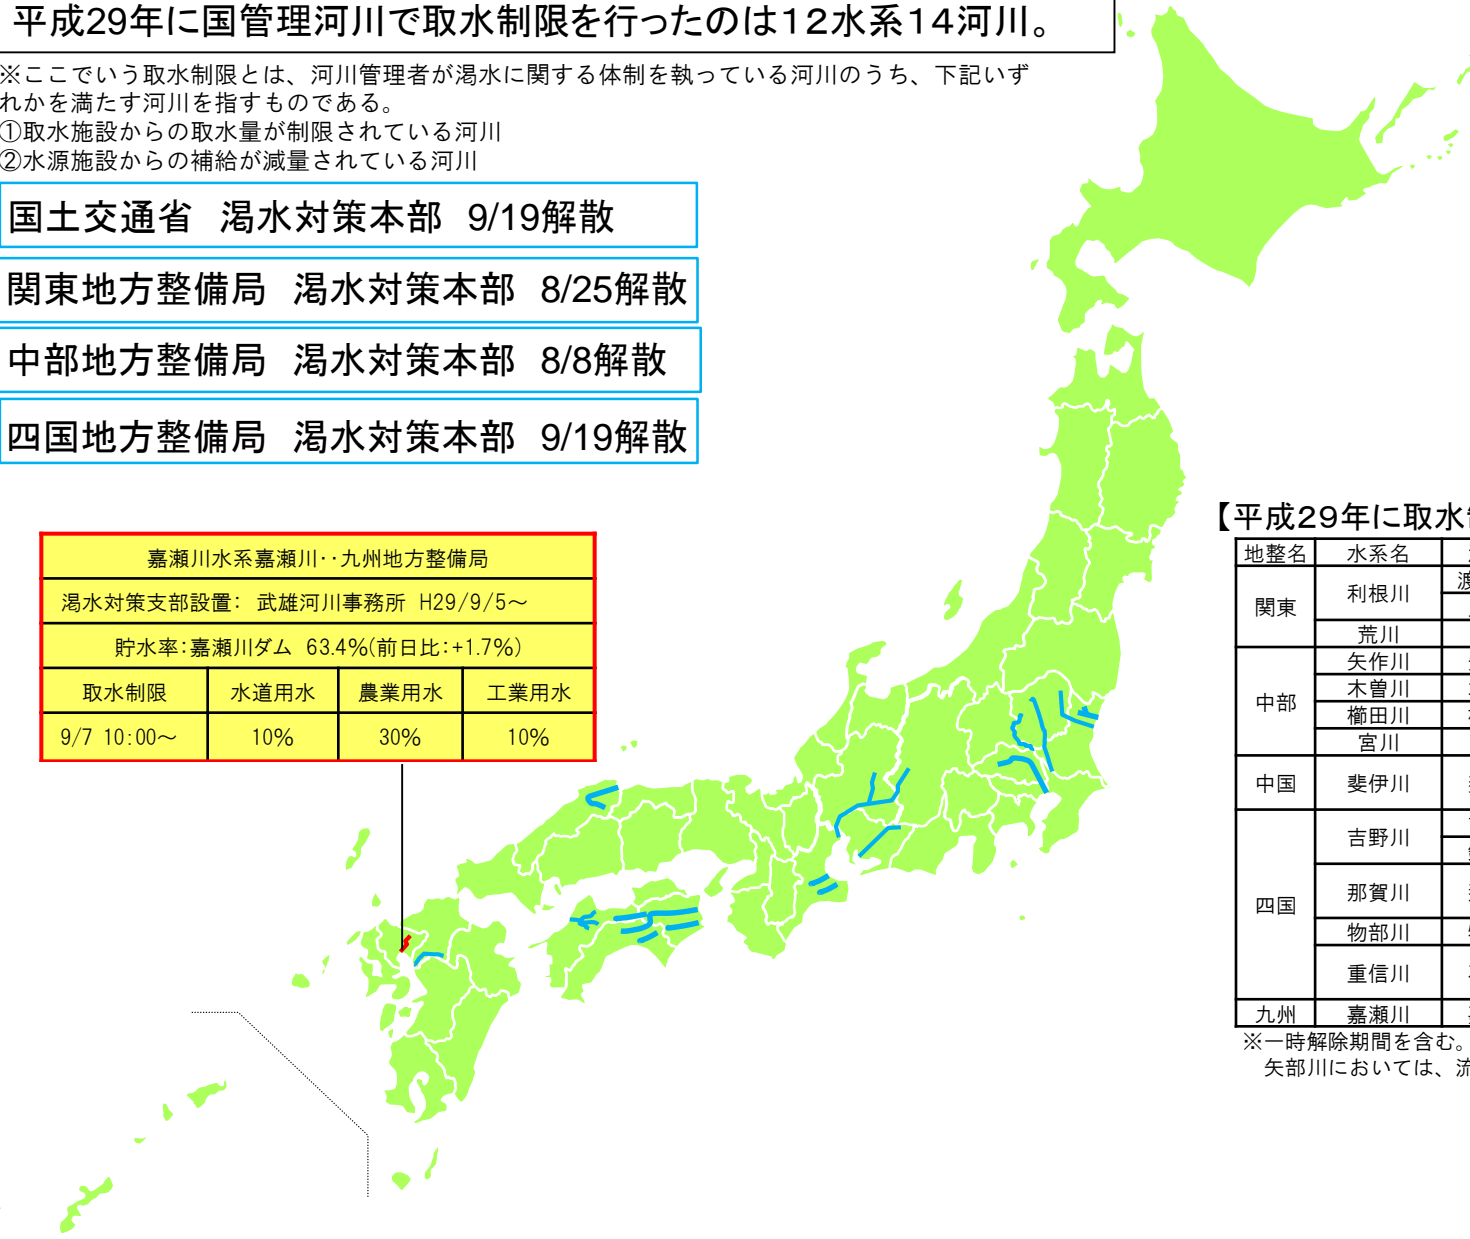 平成29年に国管理河川で取水制限を行ったのは１２水系１４河川。
※ここでいう取水制限とは、河川管理者が渇水に関する体制を執っている河川のうち、下記いず
れかを満たす河川を指すものである。
①取水施設からの取水量が制限されている河川
②水源施設からの補給が減量されている河川
国土交通省　渇水対策本部　9/19解散
関東地方整備局　渇水対策本部　8/25解散
中部地方整備局　渇水対策本部　8/8解散
四国地方整備局　渇水対策本部　9/19解散
嘉瀬川水系嘉瀬川･･九州地方整備局
渇水対策支部設置：　武雄河川事務所　H29/9/5～
貯水率：嘉瀬川ダム　63.4%(前日比：+1.7%)
取水制限　水道用水　農業用水　工業用水
9/7 10:00～　10%　30%　10%
【平成29年に取水
地整名　水系名
関東　利根川
荒川
中部　矢作川
木曽川
櫛田川
宮川
中国　斐伊川
四国　吉野川
那賀川
物部川
重信川
九州　嘉瀬川
※一時解除期間を含む。
矢部川においては、流